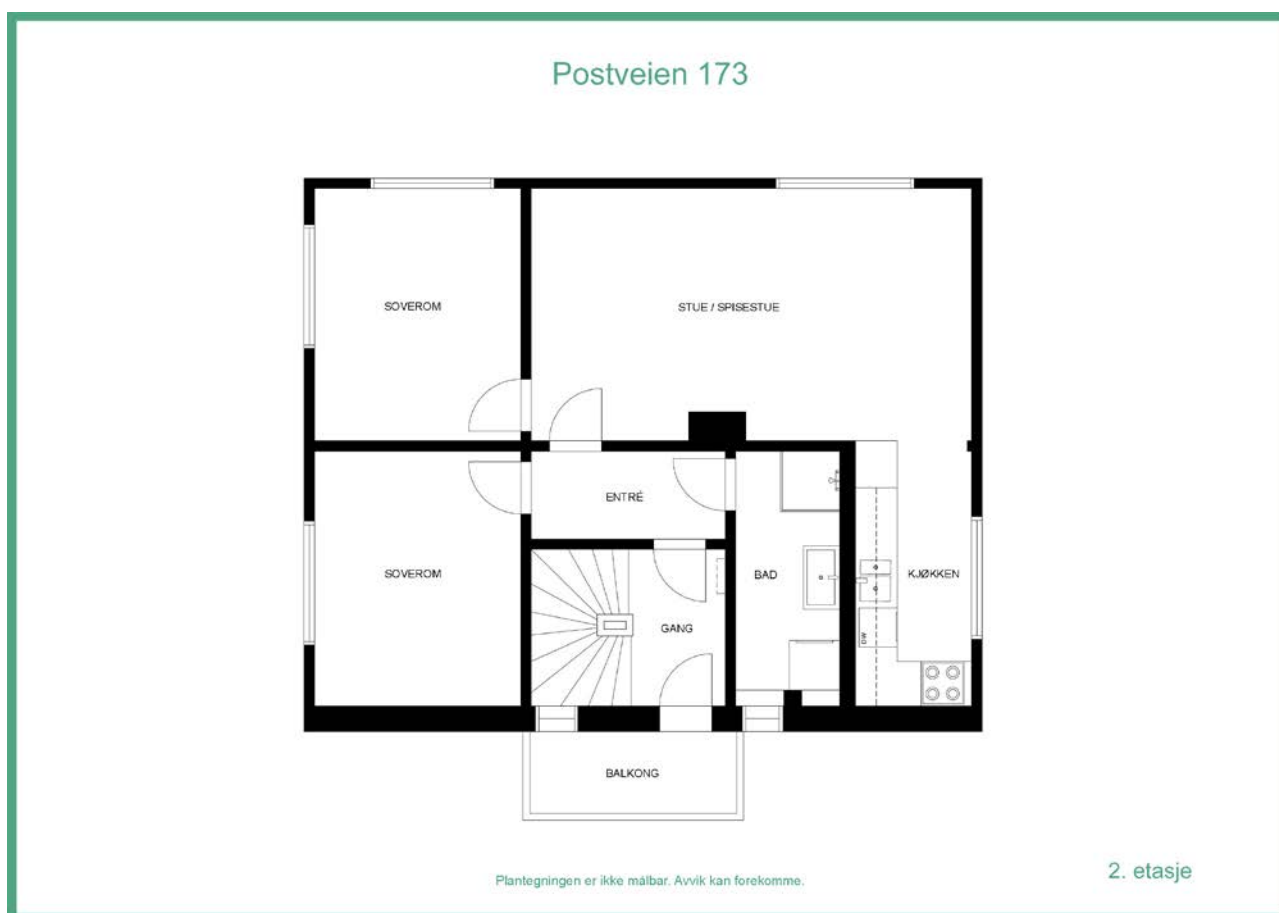 Postveien 173
SOVEROM
STUE / SPISESTUE
ENTRÉ
SOVEROM
BAD
KJØKKEN
GANG
DW
BALKONG
Plantegningen er ikke målbar. Avvik kan forekomme.
2. etasje